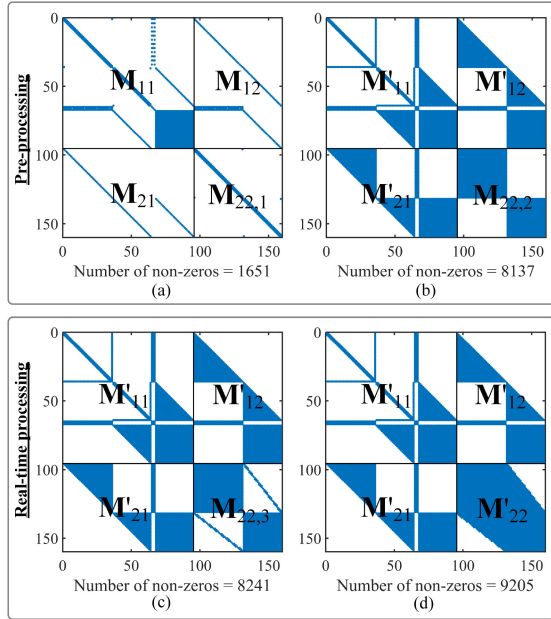 Pre-processing
0
50
100
150
M11
M12
M21
M22,1
0 50 100 150
Number of non-zeros = 1651
(a)
0
50
100
150
M'11
M'12
M'21
M22,2
0 50 100 150
Number of non-zeros = 8137
(b)
Real-time processing
0
50
100
150
M'11
M'12
M'21
M22,3
0 50 100 150
Number of non-zeros = 8241
(c)
0
50
100
150
M'11
M'12
M'21
M'22
0 50 100 150
Number of non-zeros = 9205
(d)